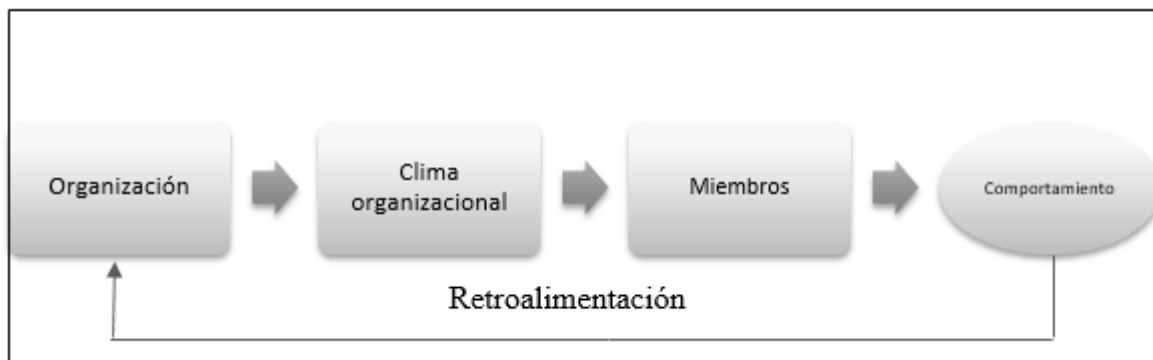 Organización
Clima
organizacional
Miembros
Comportamiento
Retroalimentación